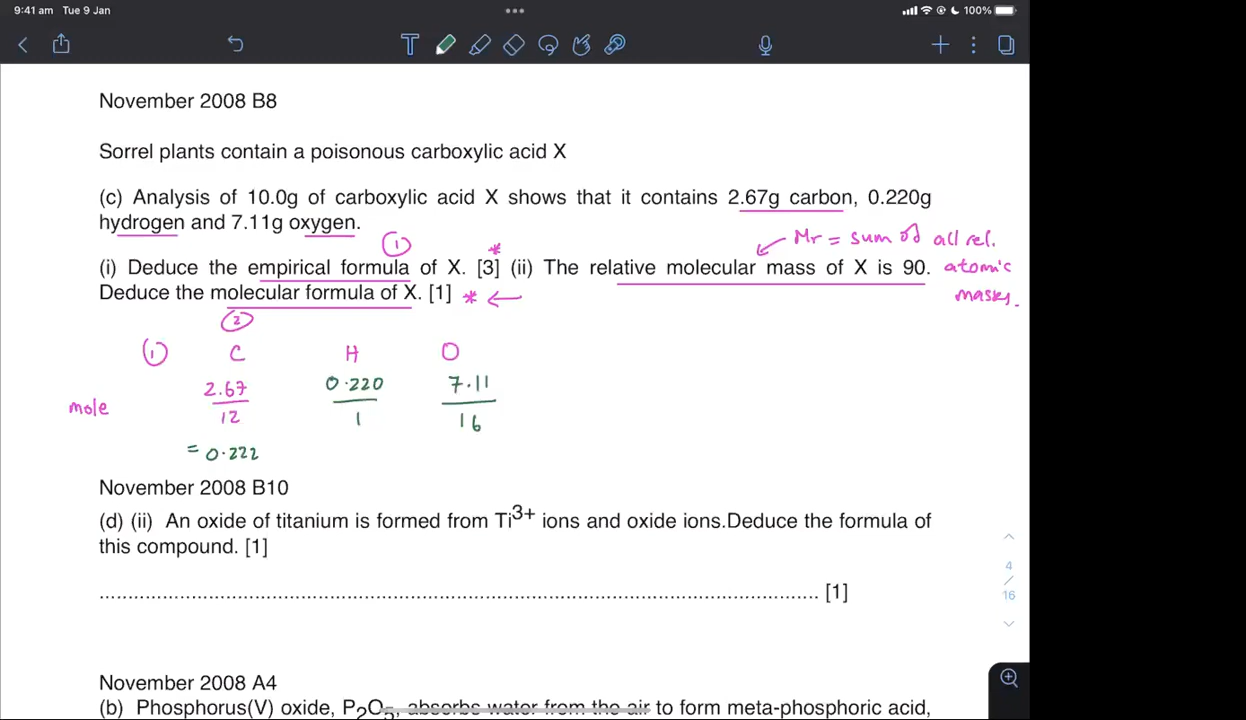 9:41 am Tue 9 Jan
100%
T
November 2008 B8
Sorrel plants contain a poisonous carboxylic acid X
(c) Analysis of 10.0g of carboxylic acid X shows that it contains 2.67g carbon, 0.220g
hydrogen and 7.11g oxygen.
① Mr = sum of all rel.
(i) Deduce the empirical formula of X. [3]* (ii) The relative molecular mass of X is 90. atomic
Deduce the molecular formula of X. [1] * ← masses.
②
① C H O
mole 2.67/12 0.220/1 7.11/16
= 0.222
November 2008 B10
(d) (ii) An oxide of titanium is formed from Ti3+ ions and oxide ions.Deduce the formula of
this compound. [1]
4
/
16
.................................................................................................................... [1]
November 2008 A4
(b) Phosphorus(V) oxide, P2O5, absorbs water from the air to form meta-phosphoric acid,